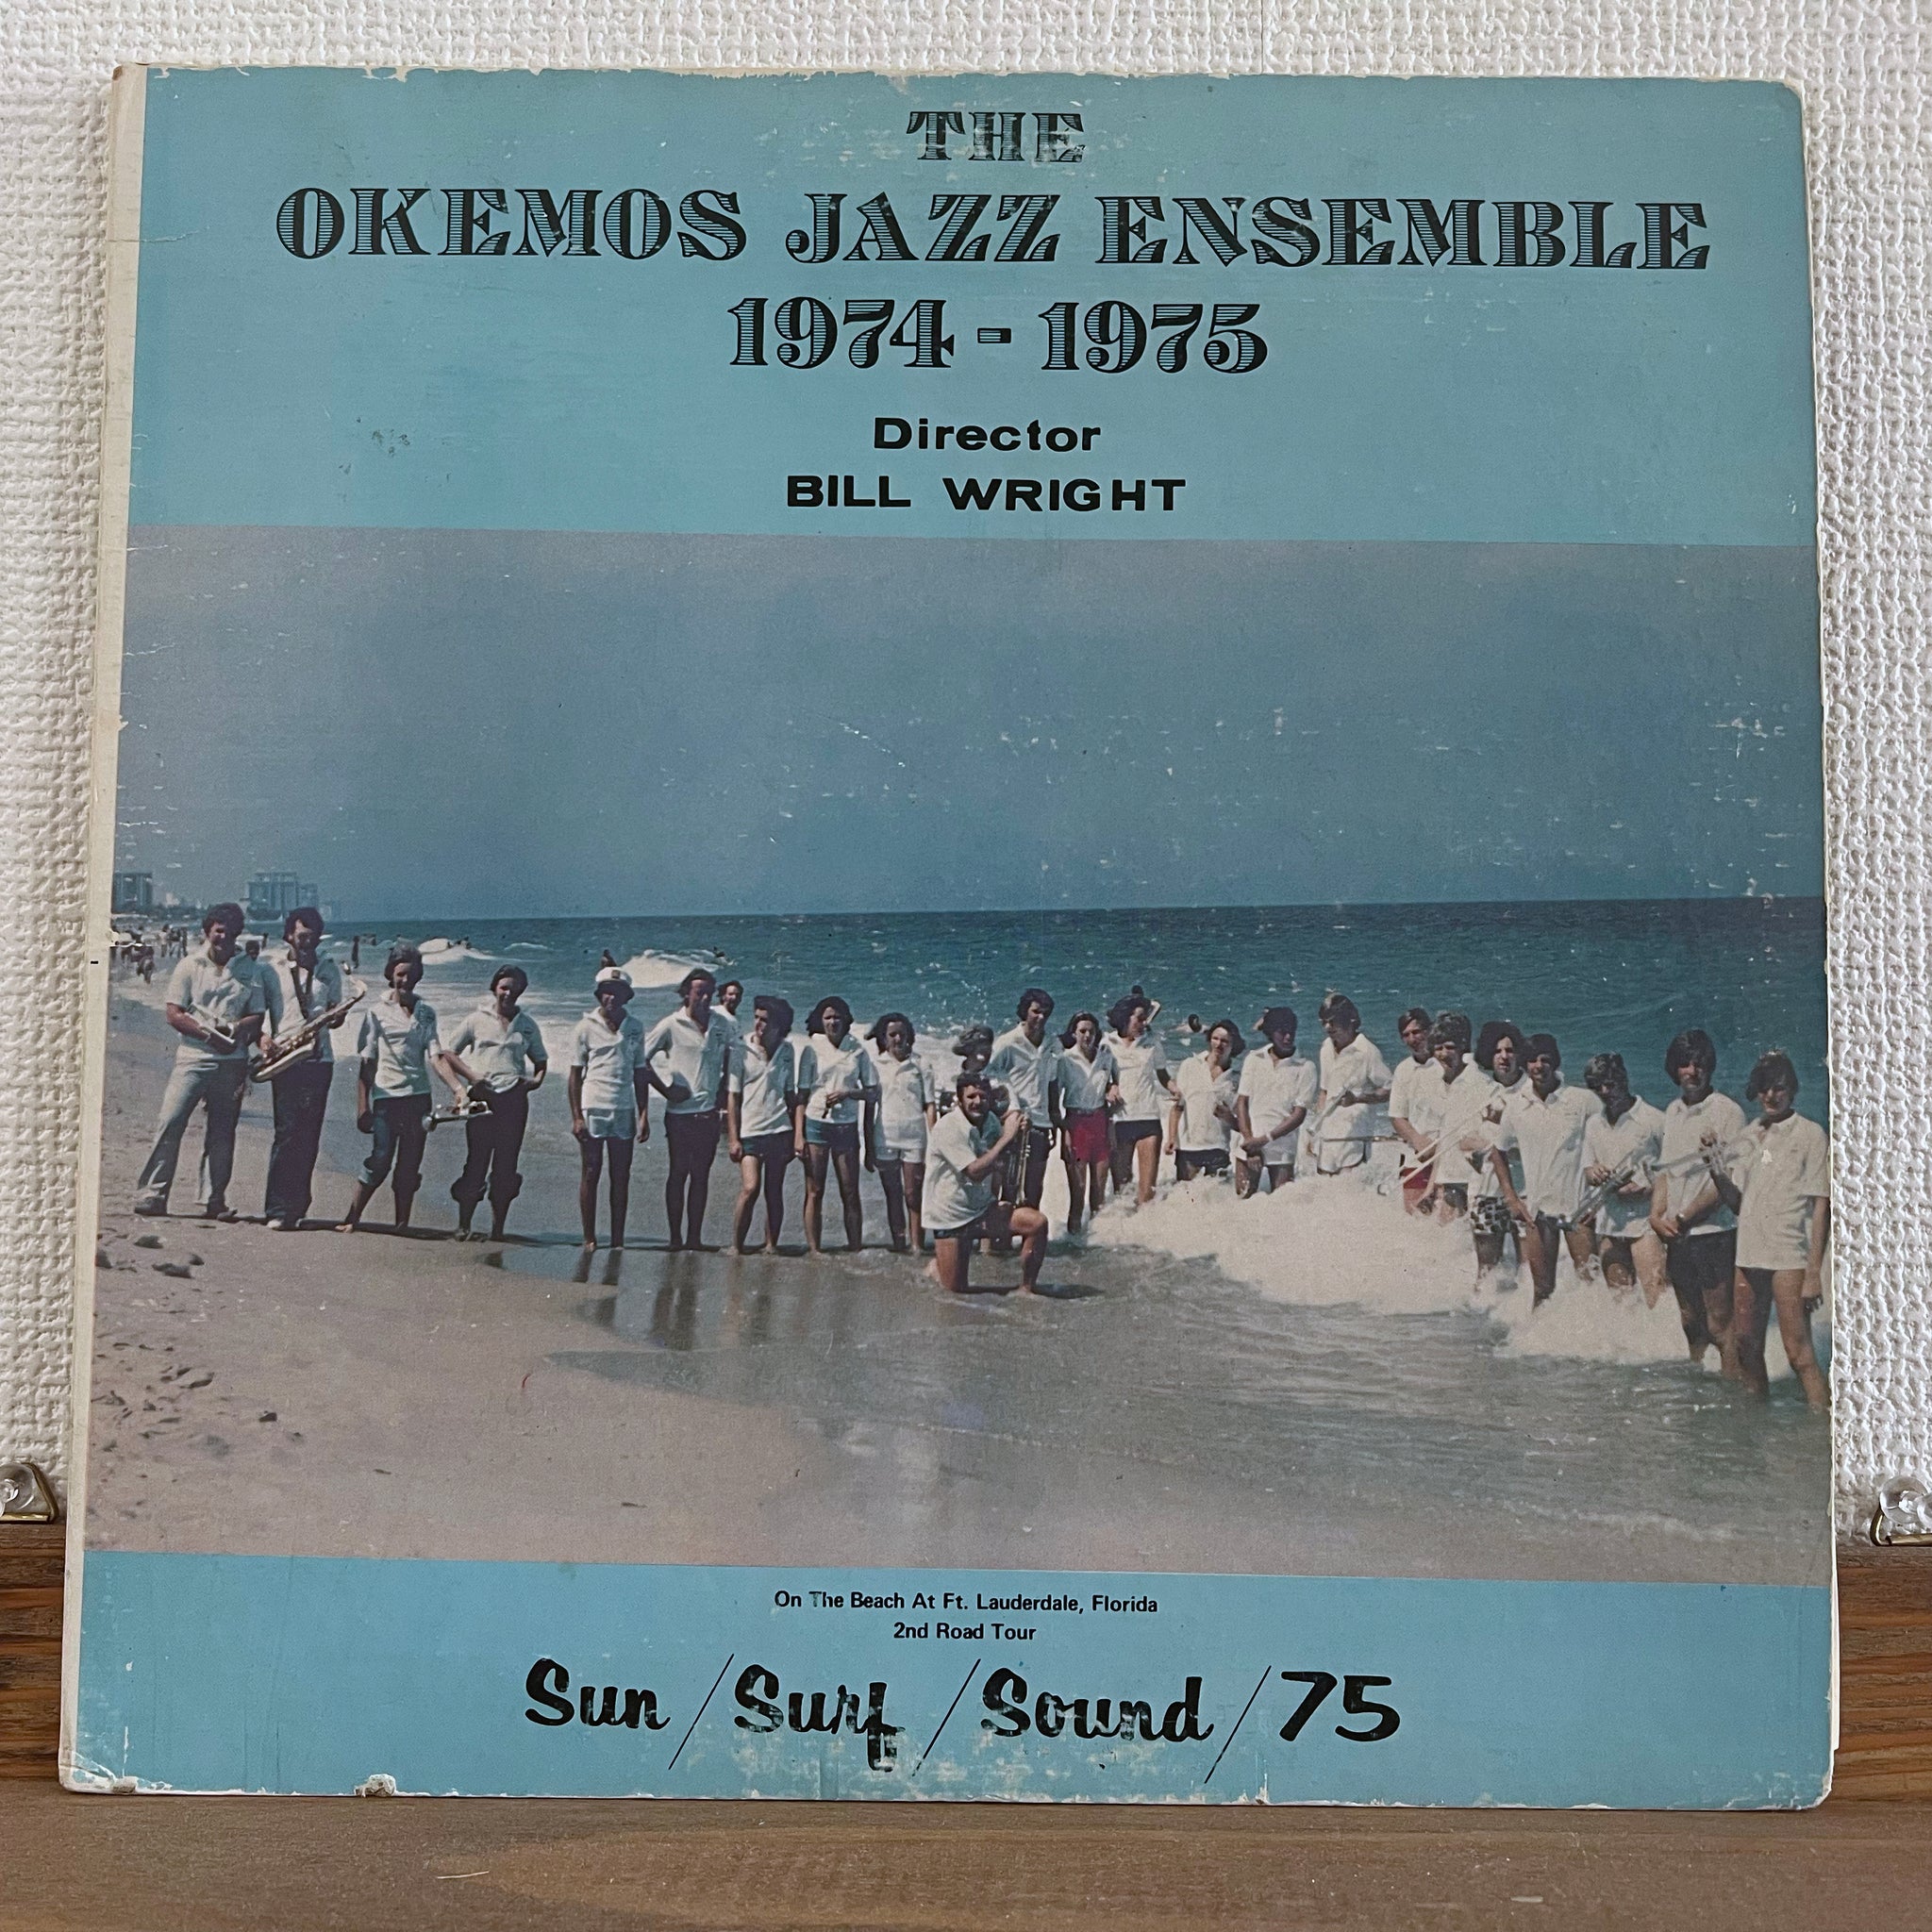 THE
OKEMOS JAZZ ENSEMBLE
1974 - 1975
Director
BILL WRIGHT
On The Beach At Ft. Lauderdale, Florida
2nd Road Tour
Sun / Surf / Sound / 75